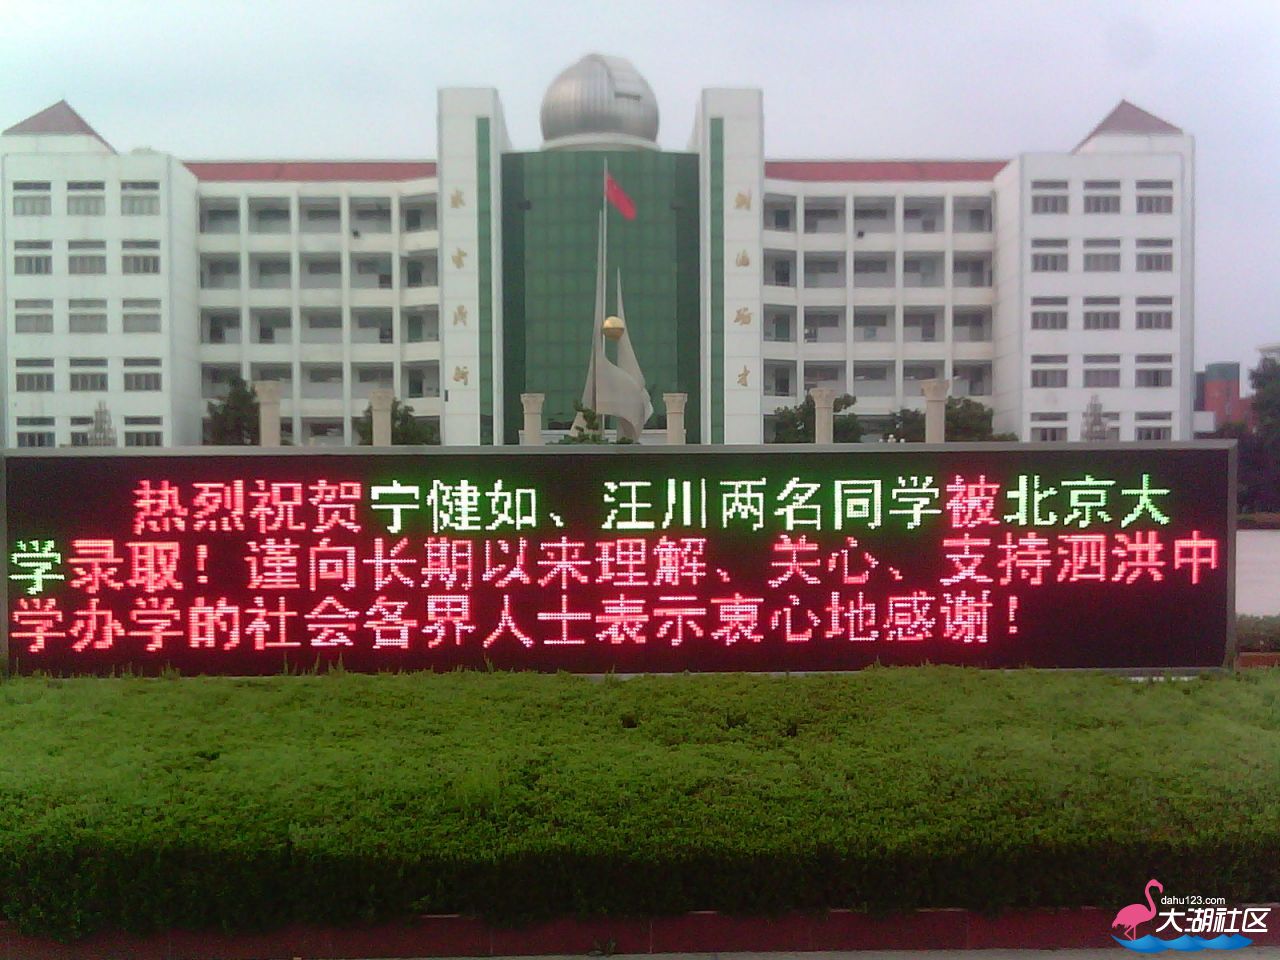 热烈祝贺宁健如、汪川两名同学被北京大
学录取！谨向长期以来理解、关心、支持泗洪中
学办学的社会各界人士表示衷心地感谢！
dahu123.com
大湖社区